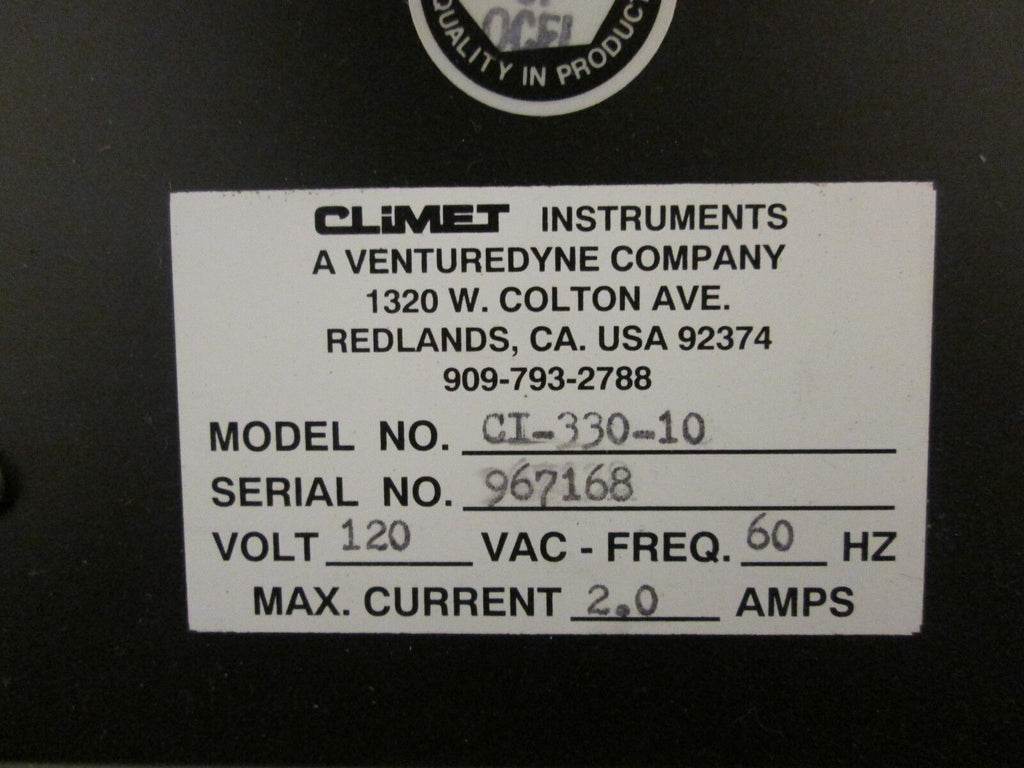 QUALITY IN
CLiMET INSTRUMENTS
A VENTUREDYNE COMPANY
1320 W. COLTON AVE.
REDLANDS, CA. USA 92374
909-793-2788
MODEL NO. CI-330-10
SERIAL NO. 967168
VOLT 120 VAC - FREQ. 60 HZ
MAX. CURRENT 2.0 AMPS